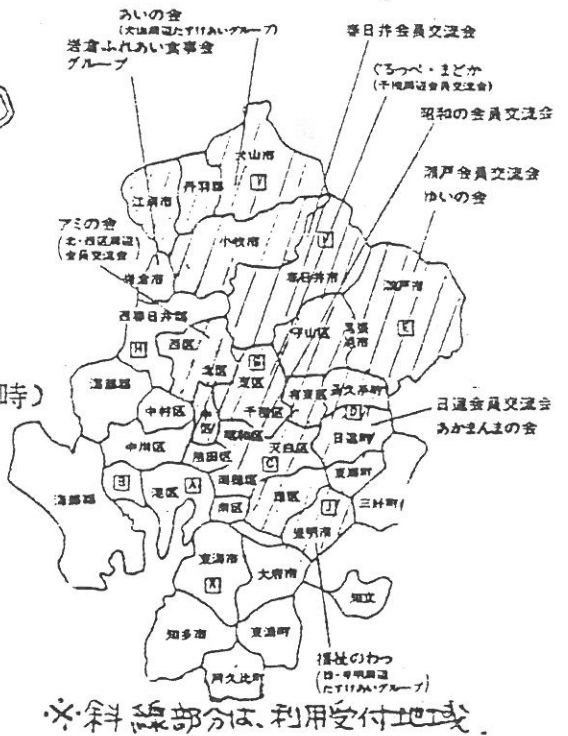 あいの会
(犬山周辺たすけあいグループ)
岩倉ふれあい食事会
グループ
春日井会員交流会
ぐるっぺ・まどか
(千種周辺会員交流会)
昭和の会員交流会
瀬戸会員交流会
ゆいの会
アミの会
(北・西区周辺
会員交流会)
犬山市
丹羽郡
江南市
小牧市
岩倉市
春日井市
瀬戸市
E
西春日井郡
H
西区
北区
守山区
尾張
旭市
G
東区
海部郡
中村区
中区
千種区
名東区
長久手町
D
日進町
日進会員交流会
あかまんまの会
時)
中川区
昭和区
天白区
C
熱田区
瑞穂区
東郷町
三好町
海部郡
B
港区
A
南区
緑区
J
豊明市
東海市
K
大府市
知立
知多市
東浦町
阿久比町
福祉のわっ
(緑・豊明周辺
たすけあいグループ)
※斜線部分は、利用受付地域.